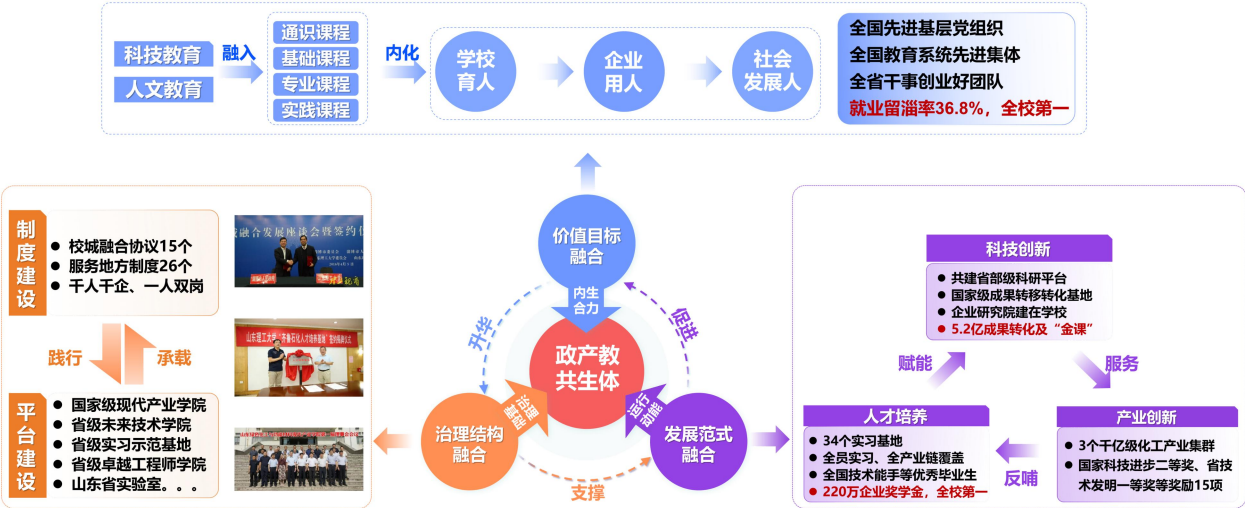 科技教育
人文教育
融入
通识课程
基础课程
专业课程
实践课程
内化
学校
育人
企业
用人
社会
发展人
全国先进基层党组织
全国教育系统先进集体
全省干事创业好团队
就业留淄率36.8%，全校第一
制度建设
● 校城融合协议15个
● 服务地方制度26个
● 千人千企、一人双岗
践行
承载
平台建设
● 国家级现代产业学院
● 省级未来技术学院
● 省级实习示范基地
● 省级卓越工程师学院
● 山东省实验室。。。
融合发展座谈会暨签约仪
价值目标
融合
内生
合力
升华
促进
政产教
共生体
治理
基础
运行
动能
治理结构
融合
发展范式
融合
支撑
科技创新
● 共建省部级科研平台
● 国家级成果转移转化基地
● 企业研究院建在学校
● 5.2亿成果转化及“金课”
赋能
服务
人才培养
● 34个实习基地
● 全员实习、全产业链覆盖
● 全国技能手等优秀毕业生
● 220万企业奖学金，全校第一
反哺
产业创新
● 3个千亿级化工产业集群
● 国家科技进步二等奖、省技
术发明一等奖等奖励15项